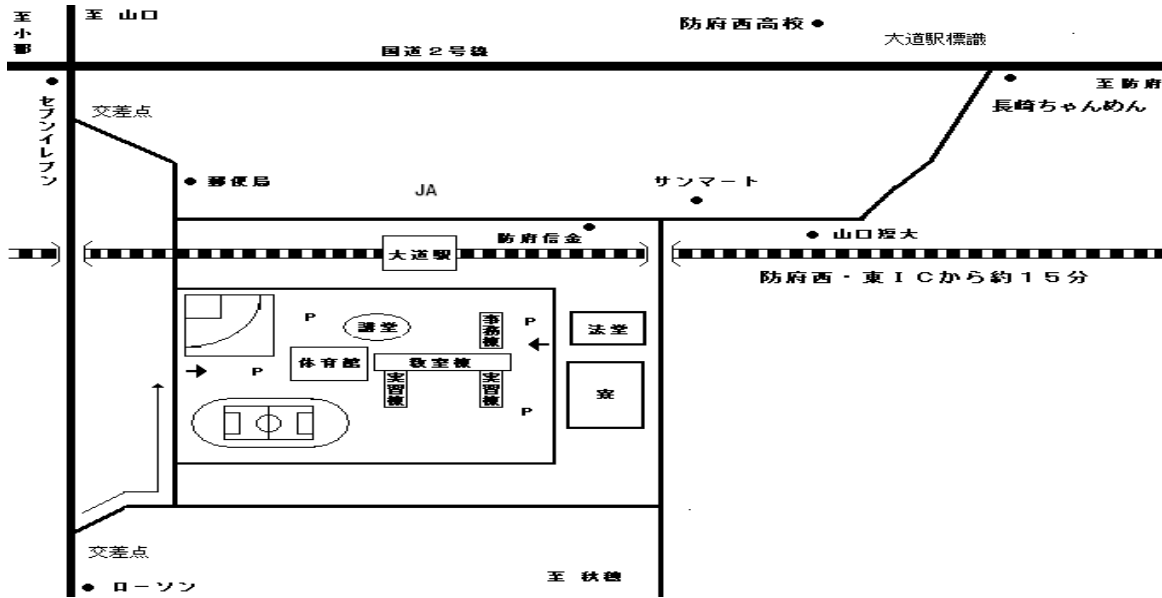 至小郡
至 山口
防府西高校
大道駅標識
国道２号線
至防府
長崎ちゃんめん
セブンイレブン
交差点
郵便局
JA
サンマート
防府信金
山口短大
大道駅
防府西・東ＩＣから約１５分
P
講堂
事務棟
P
法堂
体育館
教室棟
P
実習棟
実習棟
寮
P
交差点
ローソン
至 秋穂